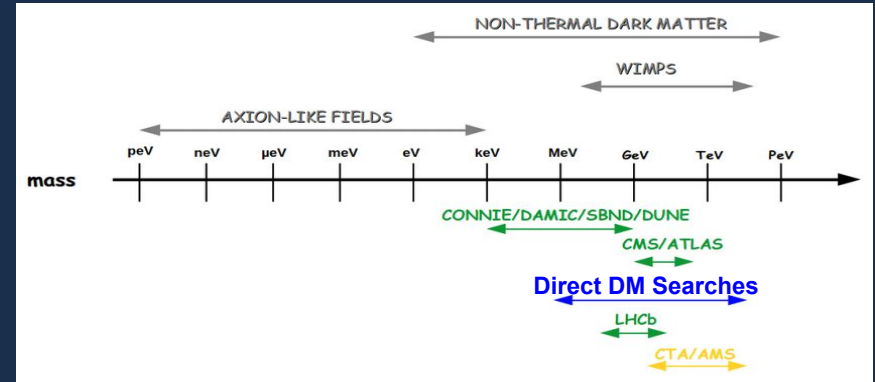 NON-THERMAL DARK MATTER
WIMPS
AXION-LIKE FIELDS
peV neV μeV meV eV keV MeV GeV TeV PeV
mass
CONNIE/DAMIC/SBND/DUNE
CMS/ATLAS
Direct DM Searches
LHCb
CTA/AMS